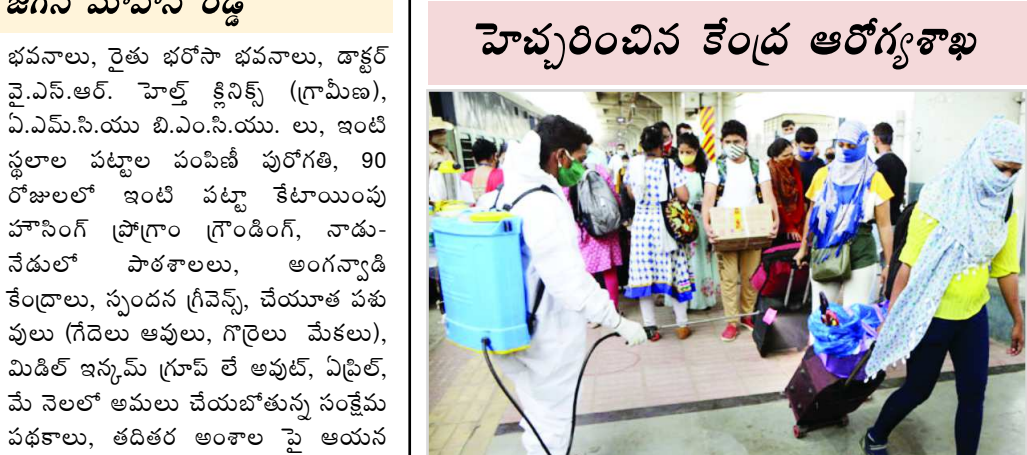 జగన్ మోహన్ రెడ్డి
భవనాలు, రైతు భరోసా భవనాలు, డాక్టర్
వై.ఎస్.ఆర్. హెల్త్ క్లినిక్స్ (గ్రామీణ),
ఏ.ఎమ్.సి.యు బి.ఎం.సి.యు. లు, ఇంటి
స్థలాల పట్టాల పంపిణీ పురోగతి, 90
రోజులలో ఇంటి పట్టా కేటాయింపు
హౌసింగ్ ప్రోగ్రాం గ్రౌండింగ్, నాడు-
నేడులో పాఠశాలలు, అంగన్వాడి
కేంద్రాలు, స్పందన గ్రీవెన్స్, చేయూత పశు
వులు (గేదెలు ఆవులు, గొర్రెలు మేకలు),
మిడిల్ ఇన్కమ్ గ్రూప్ లే అవుట్, ఏప్రిల్,
మే నెలలో అమలు చేయబోతున్న సంక్షేమ
పథకాలు, తదితర అంశాల పై ఆయన
హెచ్చరించిన కేంద్ర ఆరోగ్యశాఖ